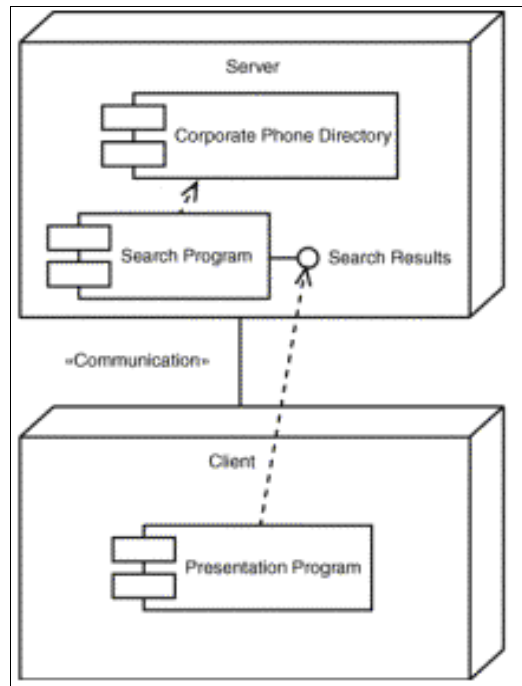 Server
Corporate Phone Directory
Search Program
Search Results
«Communication»
Client
Presentation Program